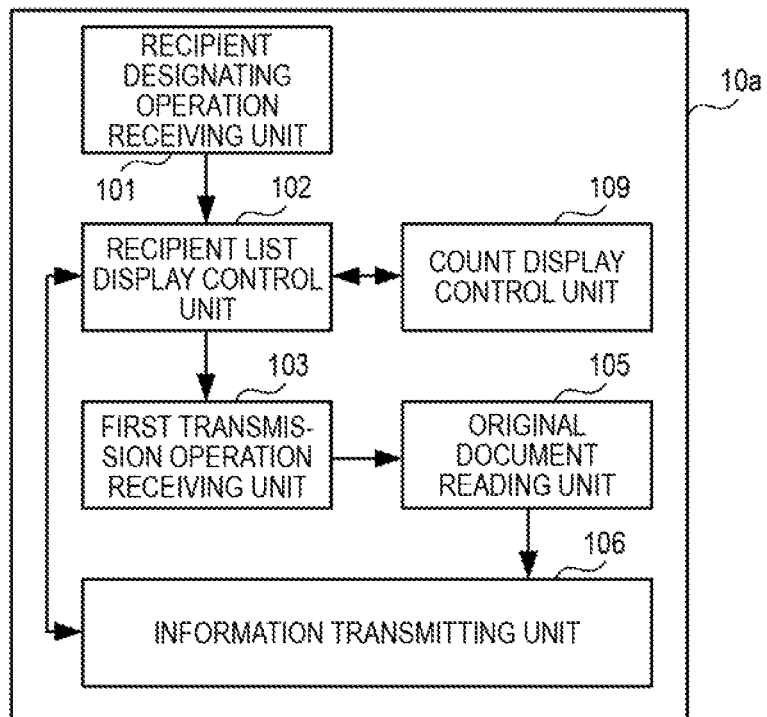 RECIPIENT
DESIGNATING
OPERATION
RECEIVING UNIT
10a
101
102
109
RECIPIENT LIST
DISPLAY CONTROL
UNIT
COUNT DISPLAY
CONTROL UNIT
103
105
FIRST TRANSMIS-
SION OPERATION
RECEIVING UNIT
ORIGINAL
DOCUMENT
READING UNIT
106
INFORMATION TRANSMITTING UNIT